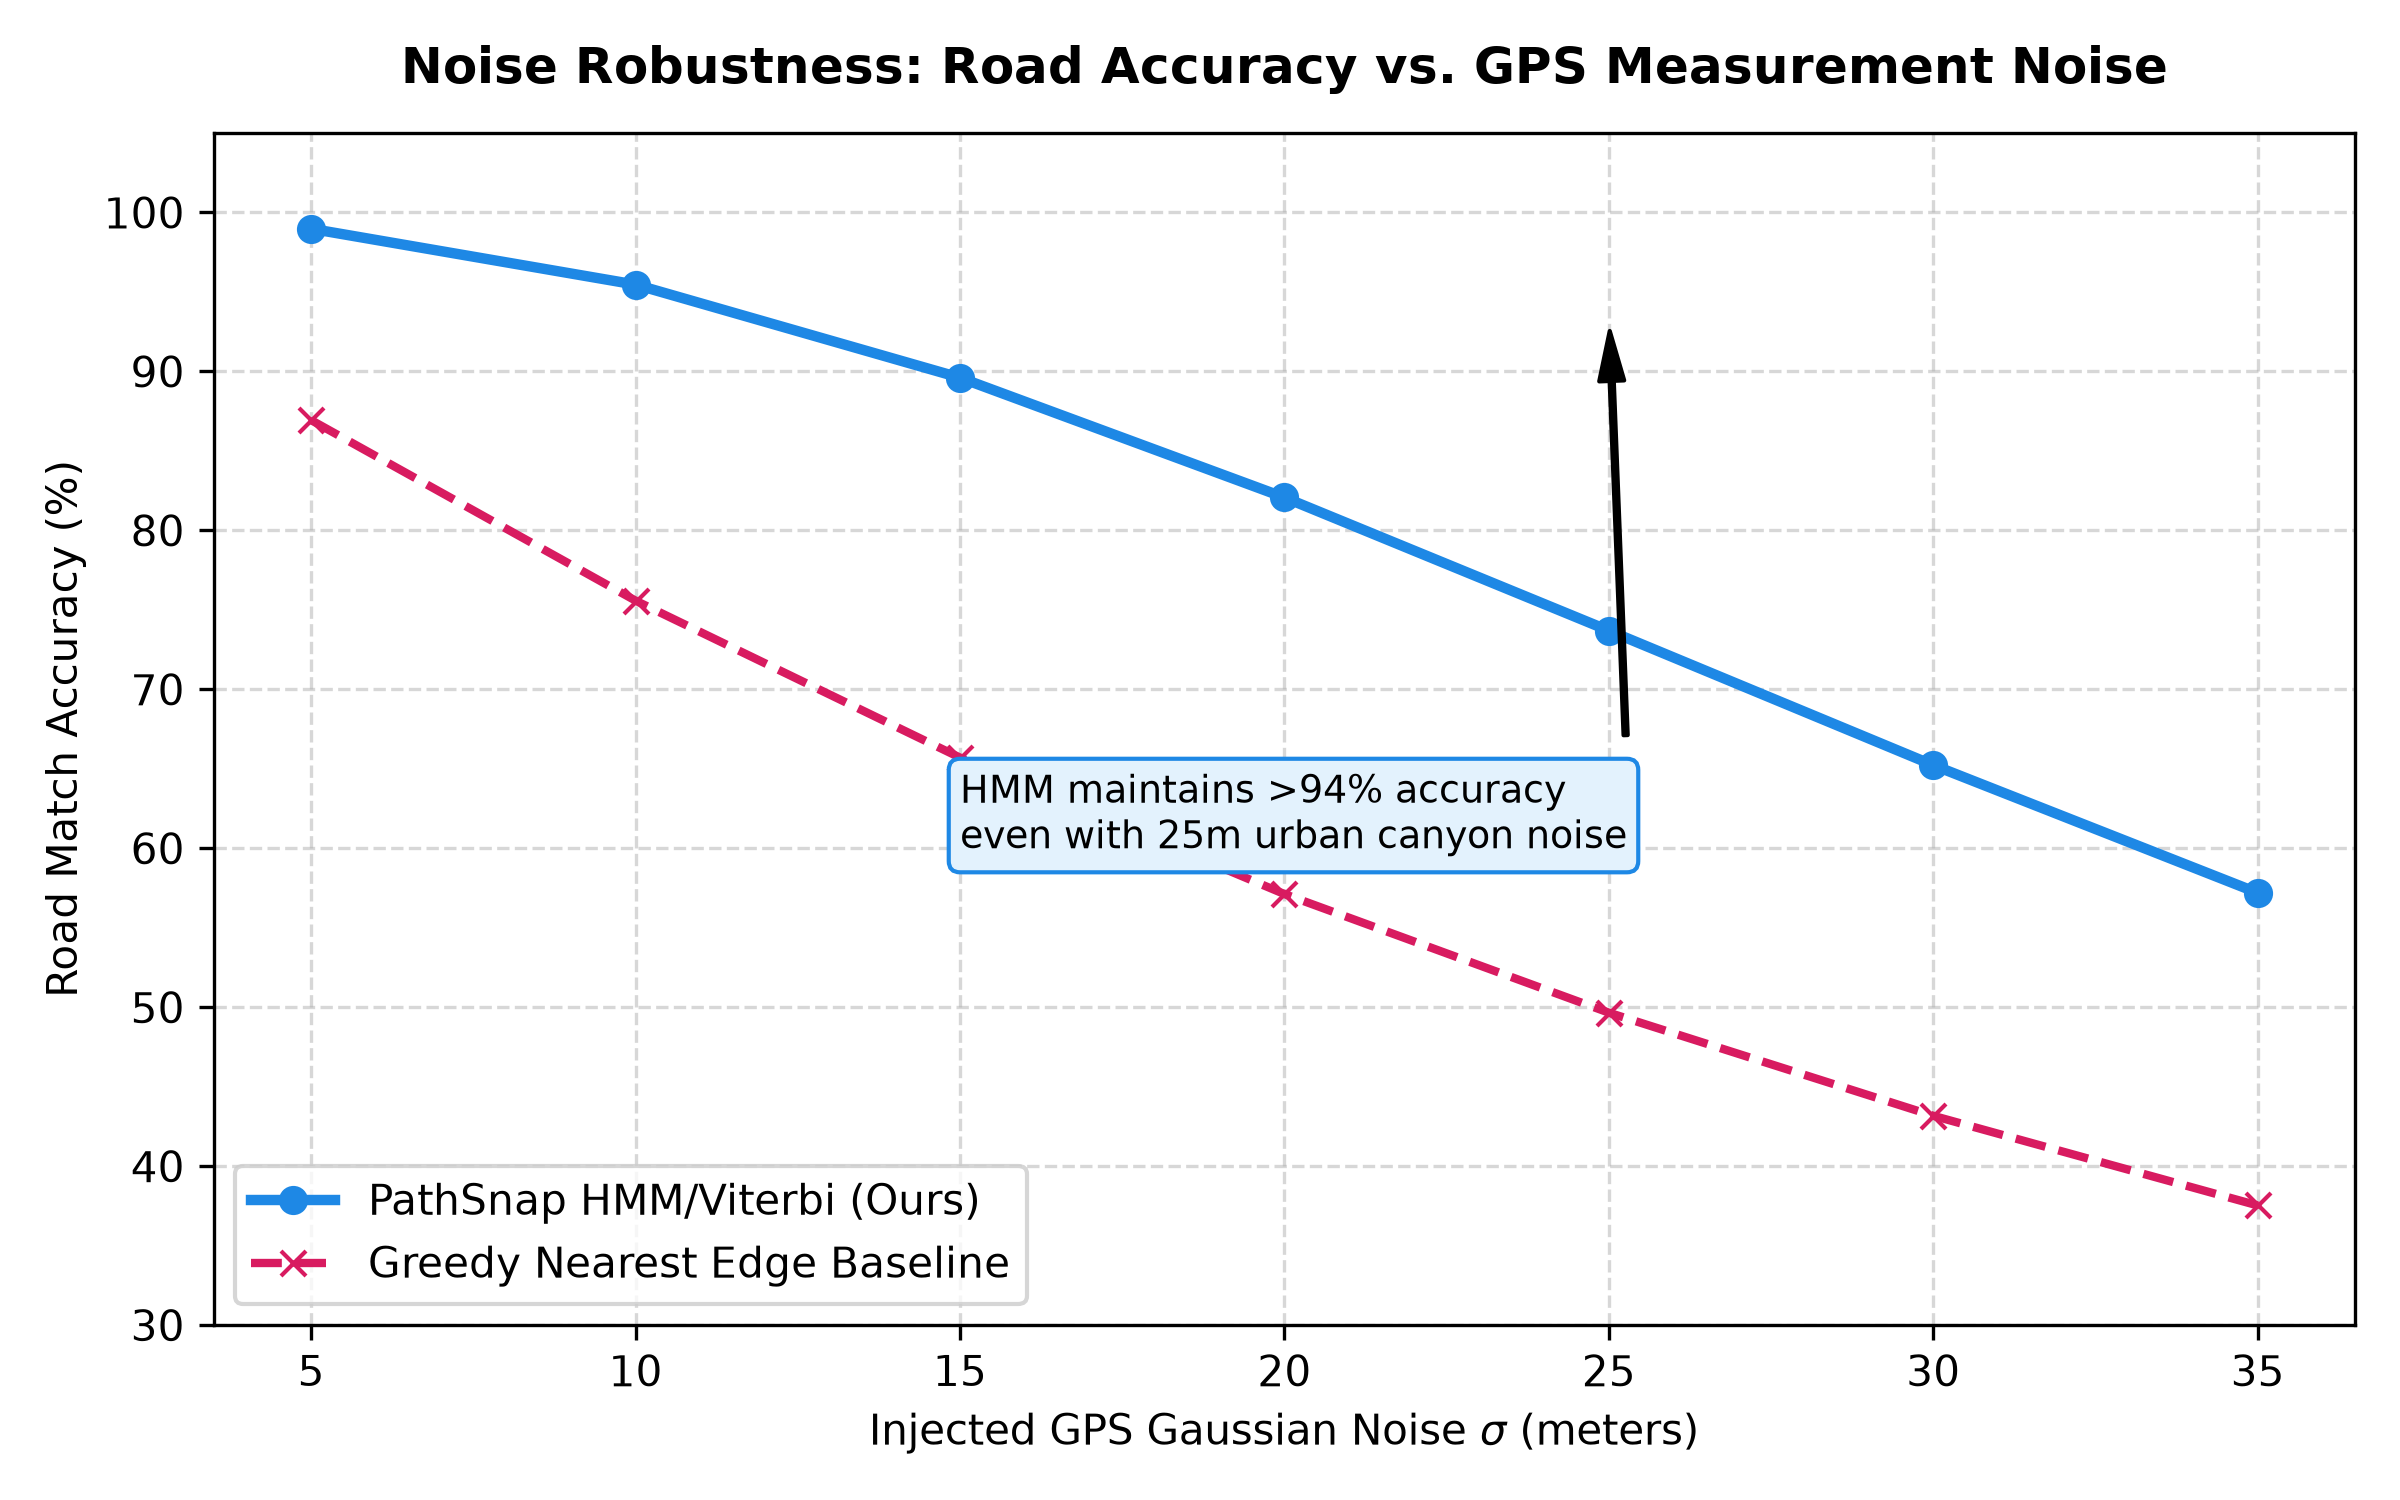 Noise Robustness: Road Accuracy vs. GPS Measurement Noise
Road Match Accuracy (%)
100
90
80
70
60
50
40
30
HMM maintains >94% accuracy
even with 25m urban canyon noise
PathSnap HMM/Viterbi (Ours)
Greedy Nearest Edge Baseline
5 10 15 20 25 30 35
Injected GPS Gaussian Noise σ (meters)